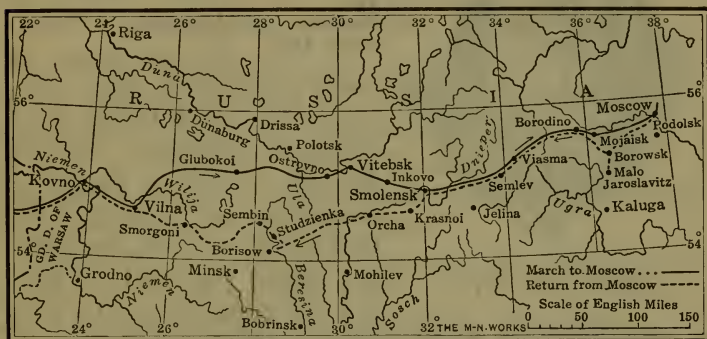 22° 24° 26° 28° 30° 32° 34° 36° 38°
Riga
Duna
56° 56°
R U S S I A
Dünaburg
Drissa
Polotsk
Borodino
Moscow
Podolsk
Mojaisk
Borowsk
Malo
Jaroslavitz
Niemen
Kovno
Glubokoi
Ostrovno
Vitebsk
Inkovo
Dnieper
Viasma
Semlev
Smolensk
Wilija
Ula
Vilna
Sembin
Studzienka
Smorgoni
Krasnoi
Jelina
Ugra
Kaluga
Orcha
GD. D. OF
WARSAW
Borisow
54° 54°
Grodno
Minsk
Niemen
Beresina
Mohilev
Sosch
Bobrinsk
March to Moscow
Return from Moscow
Scale of English Miles
0 50 100 150
22° 24° 26° 28° 30° 32° THE M-N. WORKS